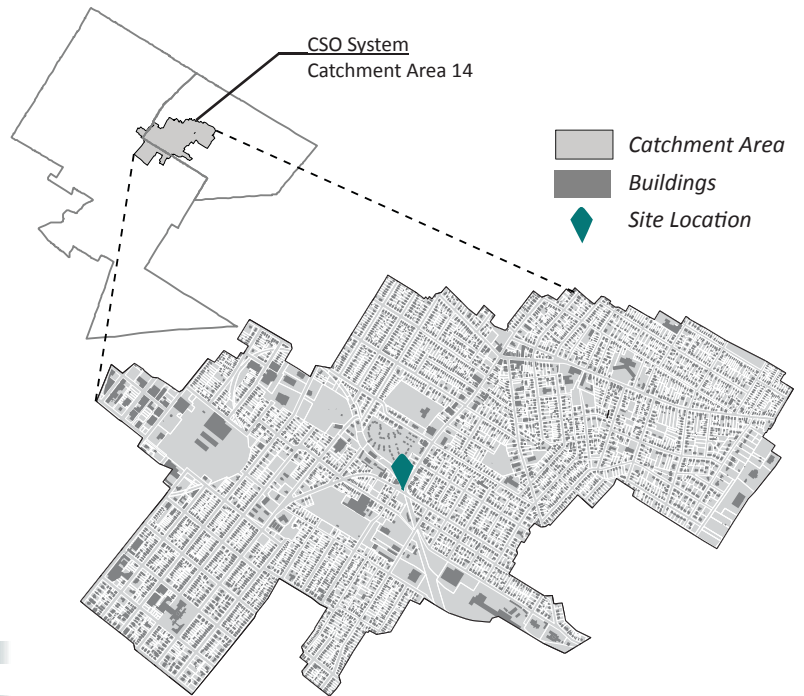 CSO System
Catchment Area 14
Catchment Area
Buildings
Site Location